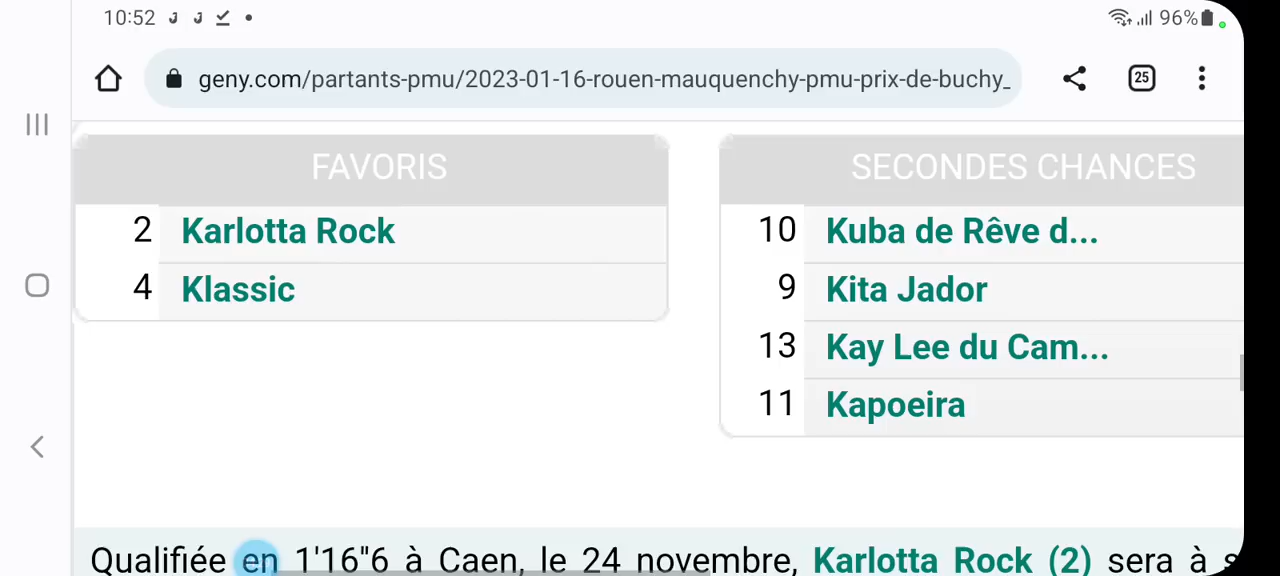 10:52
96%
geny.com/partants-pmu/2023-01-16-rouen-mauquenchy-pmu-prix-de-buchy_
25
FAVORIS
2 Karlotta Rock
4 Klassic
SECONDES CHANCES
10 Kuba de Rêve d...
9 Kita Jador
13 Kay Lee du Cam...
11 Kapoeira
Qualifiée en 1'16"6 à Caen, le 24 novembre, Karlotta Rock (2) sera à